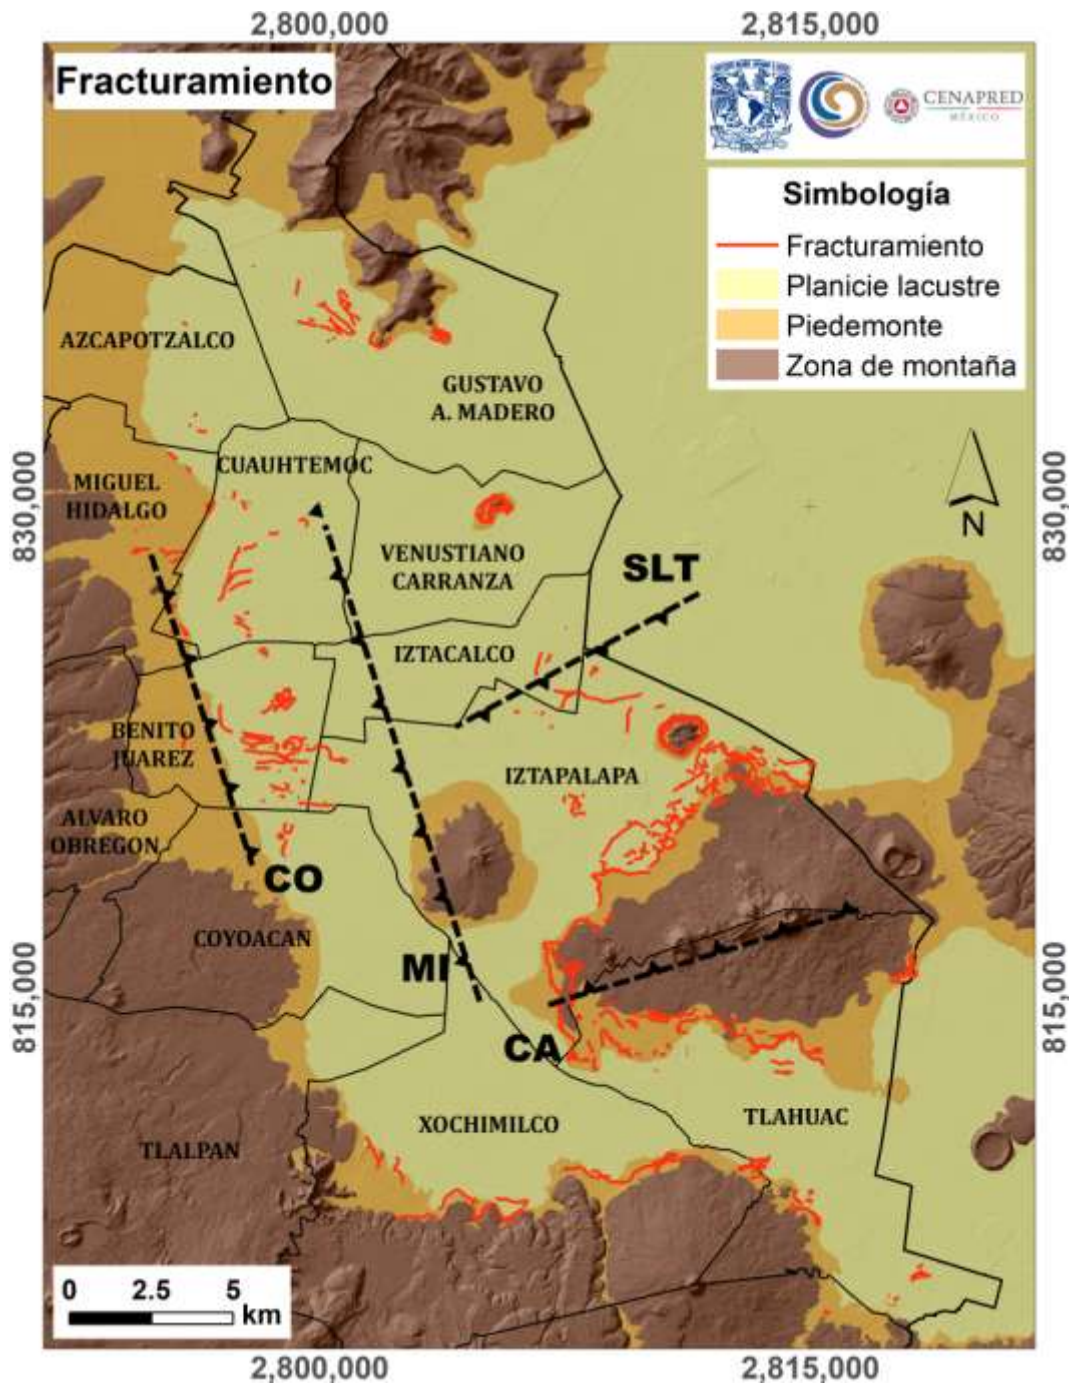 2,800,000 2,815,000
Fracturamiento
CENAPRED
MÉXICO
Simbología
Fracturamiento
Planicie lacustre
Piedemonte
Zona de montaña
AZCAPOTZALCO
GUSTAVO
A. MADERO
CUAUHTEMOC
MIGUEL
HIDALGO
830,000
830,000
N
VENUSTIANO
CARRANZA
SLT
IZTACALCO
BENITO
JUAREZ
IZTAPALAPA
ALVARO
OBREGON
CO
COYOACAN
MI
815,000
815,000
CA
XOCHIMILCO
TLAHUAC
TLALPAN
0 2.5 5
km
2,800,000 2,815,000